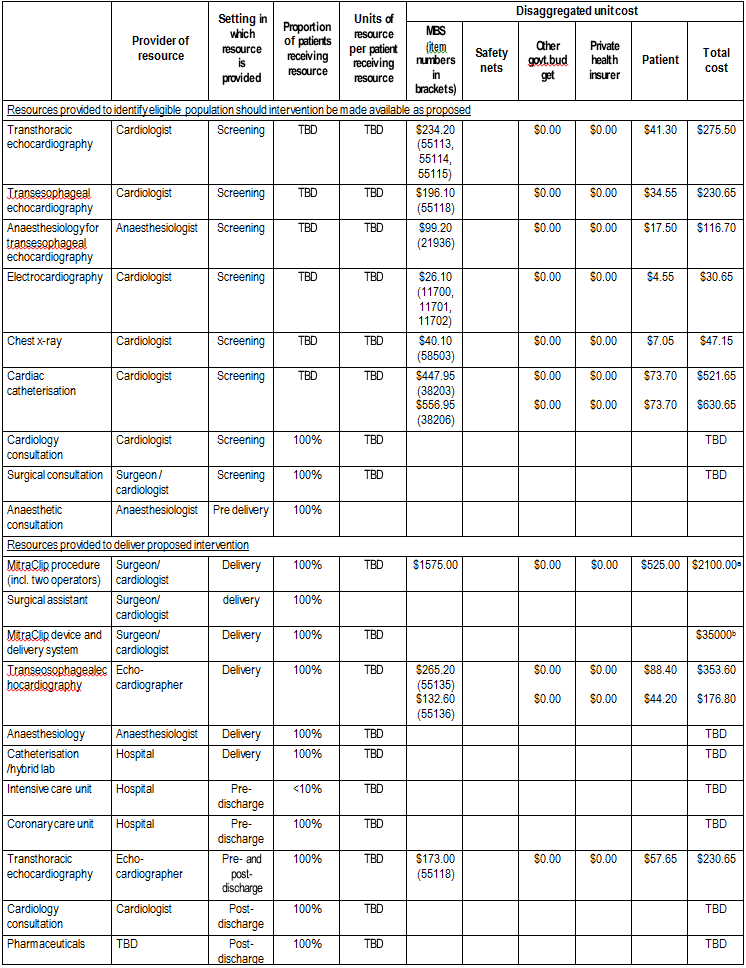 Provider of resource | Setting in which resource is provided | Proportion of patients receiving resource | Units of resource per patient receiving resource | Disaggregated unit cost
MBS (item numbers in brackets) | Safety nets | Other govt.bud get | Private health insurer | Patient | Total cost
Resources provided to identify eligible population should intervention be made available as proposed
Transthoracic echocardiography | Cardiologist | Screening | TBD | TBD | $234.20 (55113, 55114, 55115) | $0.00 | $0.00 | $41.30 | $275.50
Transesophageal echocardiography | Cardiologist | Screening | TBD | TBD | $196.10 (55118) | $0.00 | $0.00 | $34.55 | $230.65
Anaesthesiology for transesophageal echocardiography | Anaesthesiologist | Screening | TBD | TBD | $99.20 (21936) | $0.00 | $0.00 | $17.50 | $116.70
Electrocardiography | Cardiologist | Screening | TBD | TBD | $26.10 (11700, 11701, 11702) | $0.00 | $0.00 | $4.55 | $30.65
Chest x-ray | Cardiologist | Screening | TBD | TBD | $40.10 (58503) | $0.00 | $0.00 | $7.05 | $47.15
Cardiac catheterisation | Cardiologist | Screening | TBD | TBD | $447.95 (38203) | $0.00 | $0.00 | $73.70 | $521.65
$556.95 (38206) | $0.00 | $0.00 | $73.70 | $630.65
Cardiology consultation | Cardiologist | Screening | 100% | TBD | TBD
Surgical consultation | Surgeon / cardiologist | Screening | 100% | TBD | TBD
Anaesthetic consultation | Anaesthesiologist | Pre delivery | 100%
Resources provided to deliver proposed intervention
MitraClip procedure (incl. two operators) | Surgeon/ cardiologist | Delivery | 100% | TBD | $1575.00 | $0.00 | $0.00 | $525.00 | $2100.00a
Surgical assistant | Surgeon/ cardiologist | delivery | 100%
MitraClip device and delivery system | Surgeon/ cardiologist | Delivery | 100% | TBD | $35000b
Transeosophagealec hocardiography | Echo-cardiographer | Delivery | 100% | TBD | $265.20 (55135) | $0.00 | $0.00 | $88.40 | $353.60
$132.60 (55136) | $0.00 | $0.00 | $44.20 | $176.80
Anaesthesiology | Anaesthesiologist | Delivery | 100% | TBD | TBD
Catheterisation /hybrid lab | Hospital | Delivery | 100% | TBD | TBD
Intensive care unit | Hospital | Pre-discharge | <10% | TBD | TBD
Coronary care unit | Hospital | Pre-discharge | 100% | TBD | TBD
Transthoracic echocardiography | Echo-cardiographer | Pre- and post-discharge | 100% | TBD | $173.00 (55118) | $0.00 | $0.00 | $57.65 | $230.65
Cardiology consultation | Cardiologist | Post-discharge | 100% | TBD | TBD
Pharmaceuticals | TBD | Post-discharge | 100% | TBD | TBD